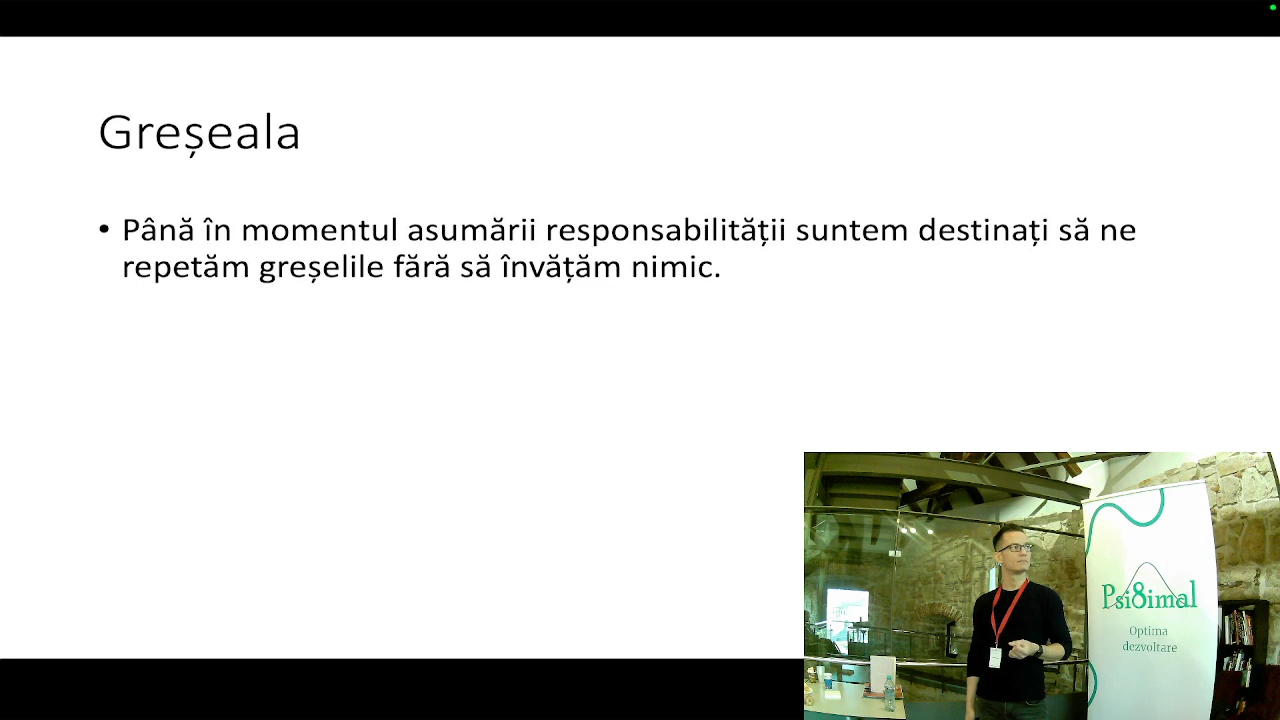 Greșeala
• Până în momentul asumării responsabilității suntem destinați să ne
repetăm greșelile fără să învățăm nimic.
Psi8imal
Optima
dezvoltare